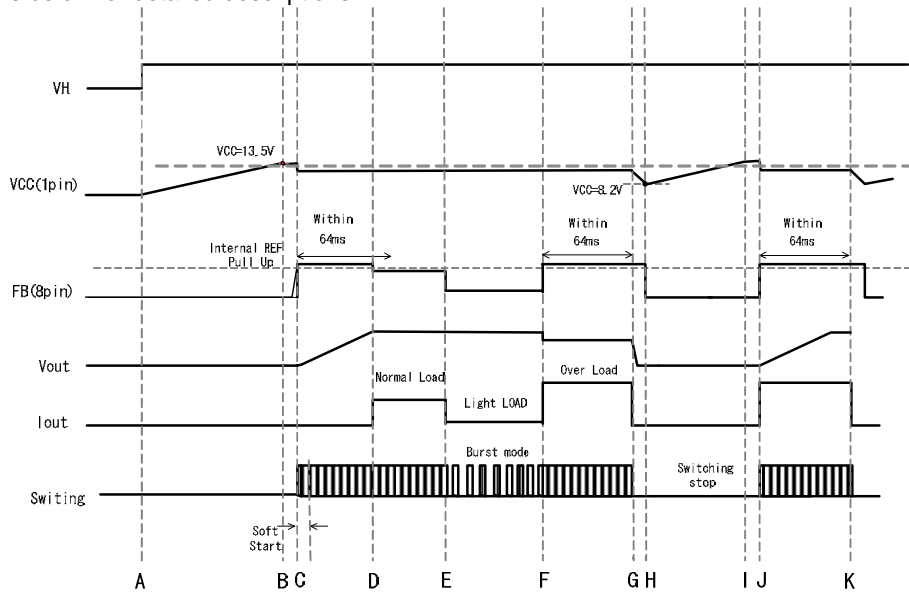 VH
VCC=13.5V
VCC(1pin)
VCC=8.2V
Within
64ms
Within
64ms
Within
64ms
Internal REF
Pull Up
FB(8pin)
Vout
Normal Load
Over Load
Light LOAD
Iout
Burst mode
Switching
stop
Switing
Soft
Start
A B C D E F G H I J K